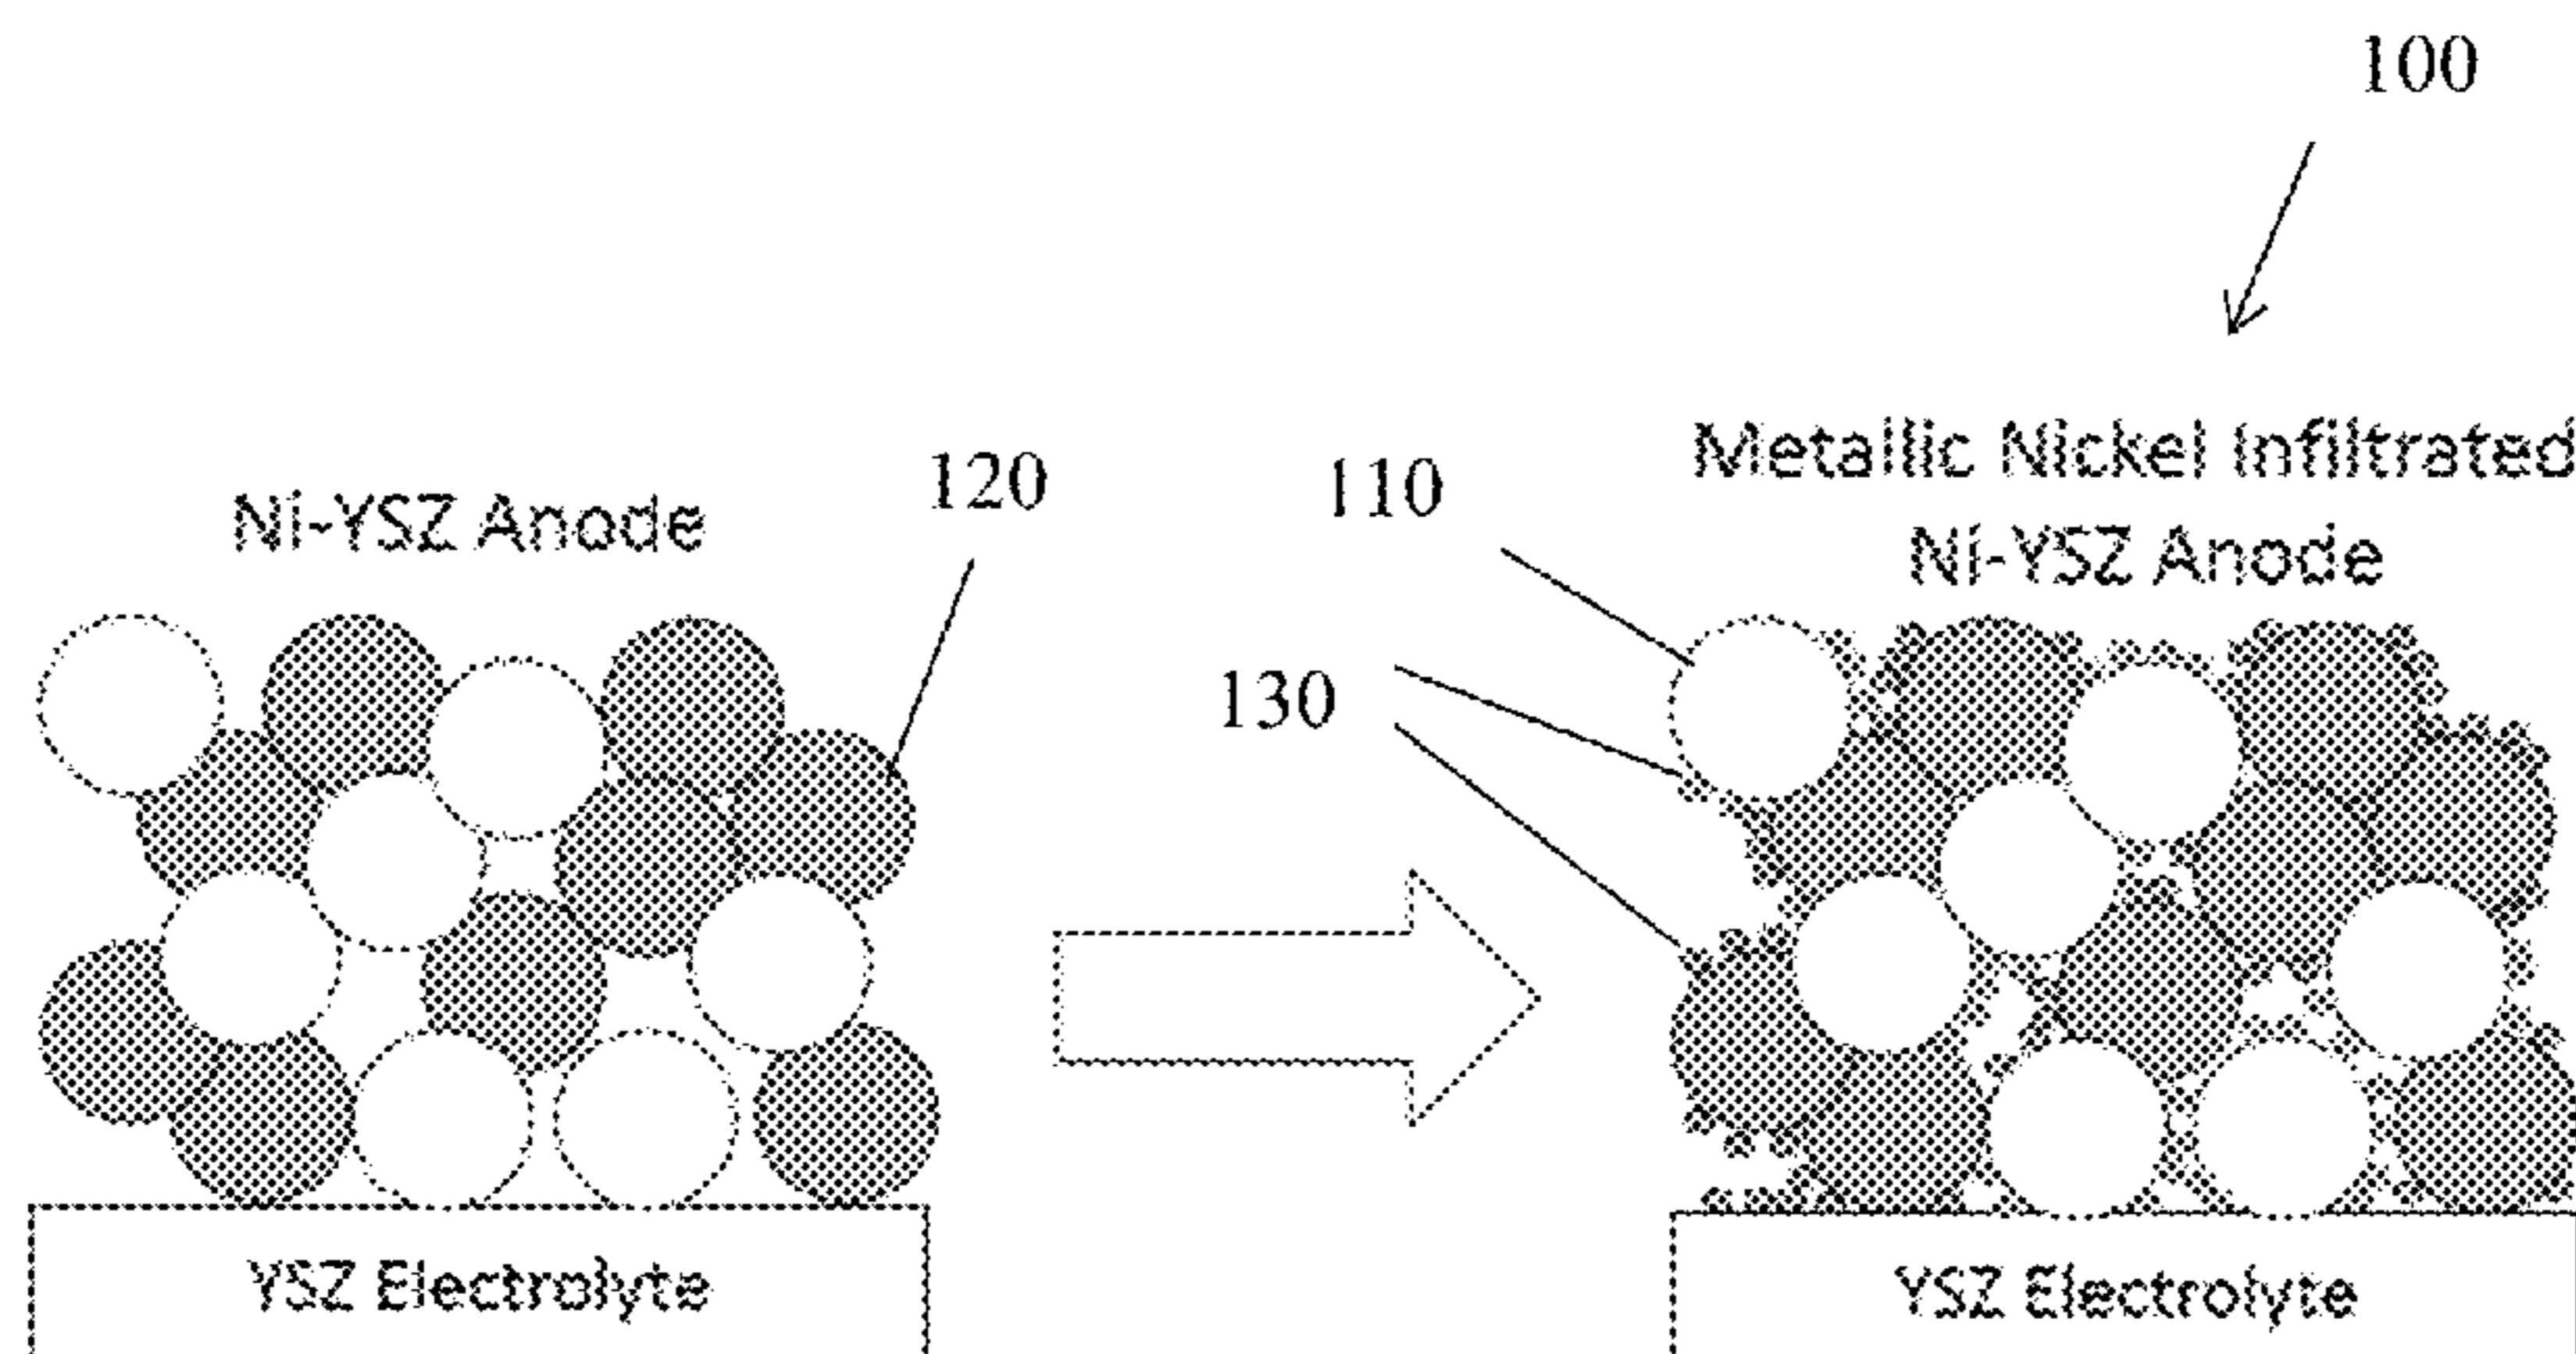 100
Ni-YSZ Anode
120
110
130
Metallic Nickel Infiltrated
Ni-YSZ Anode
YSZ Electrolyte
YSZ Electrolyte